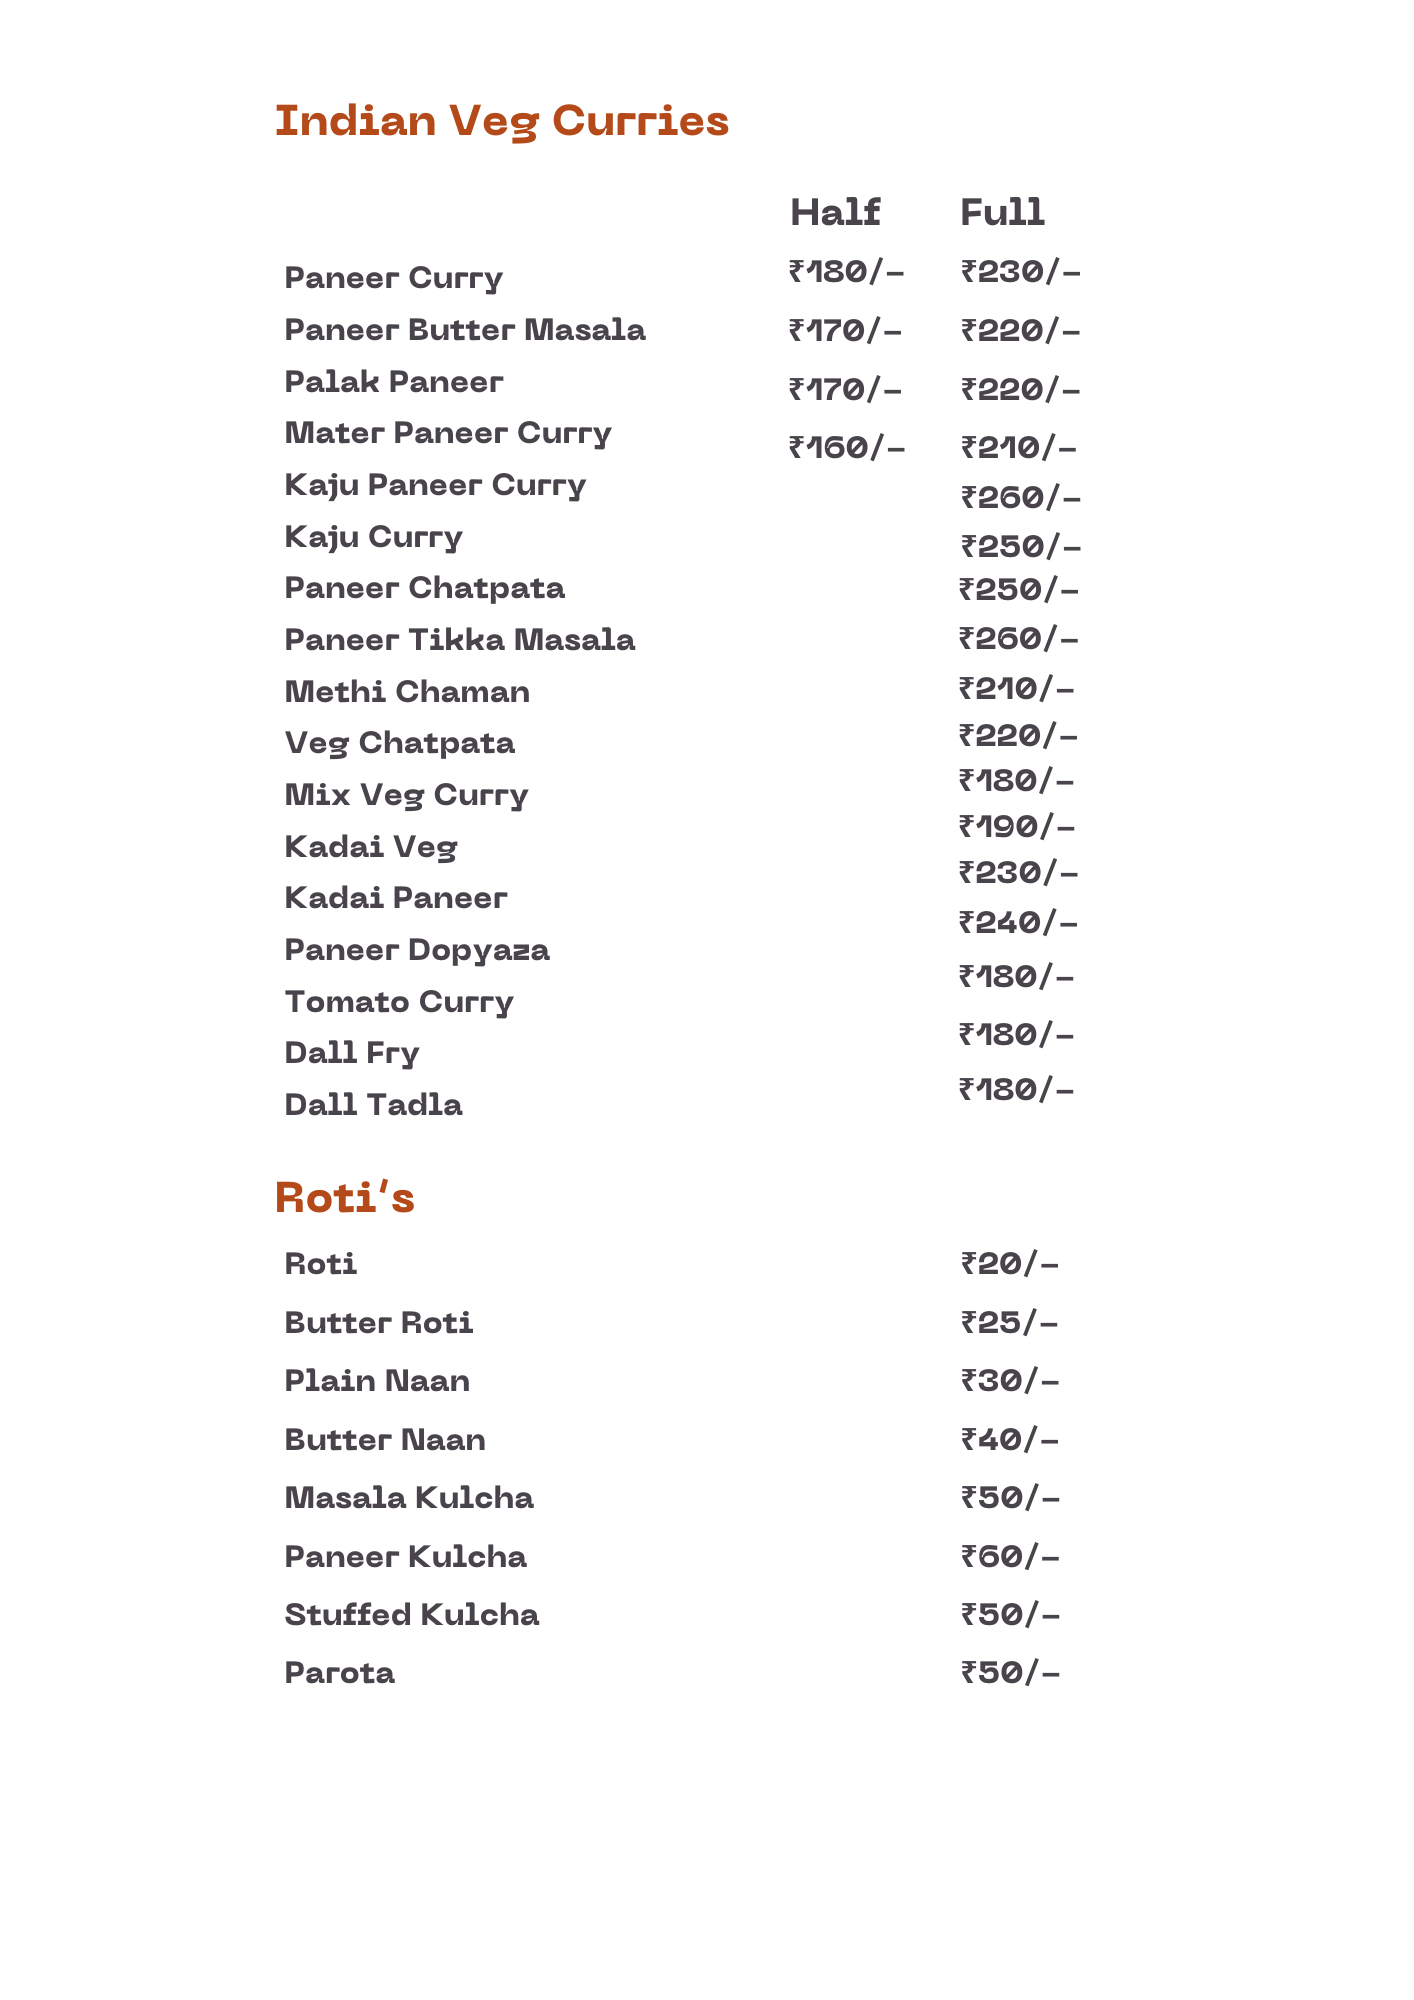 Indian Veg Curries
Half Full
Paneer Curry ₹180/- ₹230/-
Paneer Butter Masala ₹170/- ₹220/-
Palak Paneer ₹170/- ₹220/-
Mater Paneer Curry ₹160/- ₹210/-
Kaju Paneer Curry ₹260/-
Kaju Curry ₹250/-
Paneer Chatpata ₹250/-
Paneer Tikka Masala ₹260/-
Methi Chaman ₹210/-
Veg Chatpata ₹220/-
Mix Veg Curry ₹180/-
Kadai Veg ₹190/-
Kadai Paneer ₹230/-
Paneer Dopyaza ₹240/-
Tomato Curry ₹180/-
Dall Fry ₹180/-
Dall Tadla ₹180/-
Roti's
Roti ₹20/-
Butter Roti ₹25/-
Plain Naan ₹30/-
Butter Naan ₹40/-
Masala Kulcha ₹50/-
Paneer Kulcha ₹60/-
Stuffed Kulcha ₹50/-
Parota ₹50/-